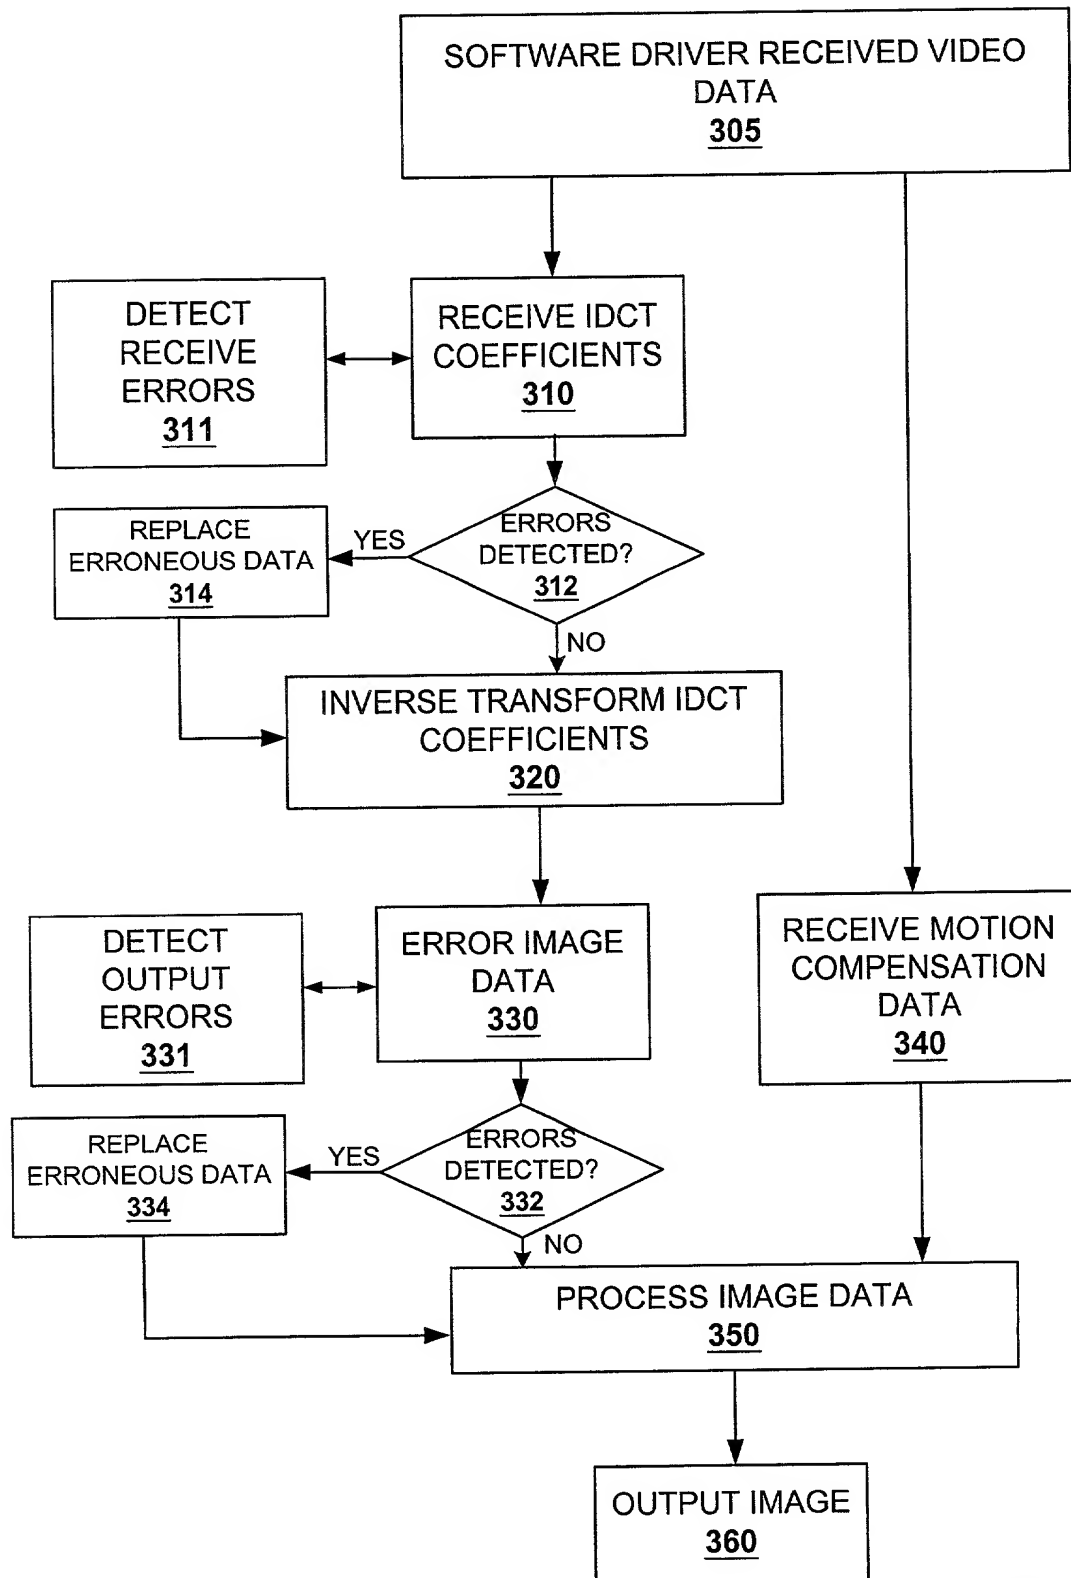 SOFTWARE DRIVER RECEIVED VIDEO
DATA
305
DETECT
RECEIVE
ERRORS
311
RECEIVE IDCT
COEFFICIENTS
310
REPLACE
ERRONEOUS DATA
314
YES
ERRORS
DETECTED?
312
NO
INVERSE TRANSFORM IDCT
COEFFICIENTS
320
DETECT
OUTPUT
ERRORS
331
ERROR IMAGE
DATA
330
RECEIVE MOTION
COMPENSATION
DATA
340
REPLACE
ERRONEOUS DATA
334
YES
ERRORS
DETECTED?
332
NO
PROCESS IMAGE DATA
350
OUTPUT IMAGE
360